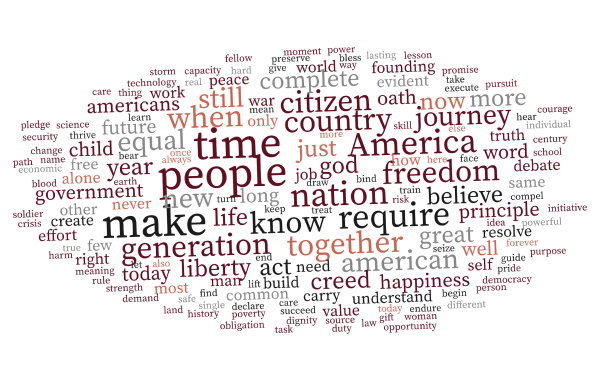 moment power
fellow preserve bless lasting lesson
storm capacity hard give world way founding promise
technology real peace complete evident take
care thing work execute pursuit
americans still war citizen oath. now more courage
pledge science learn when mean only country skill journey hear
security thrive future more else individual
change child equal time just America truth century
path name bear always how here face word school
economic free year people job god freedom debate
alone draw bind
blood earth new turn long nation train believe same
government never keep risk compel
soldier other make life know treat require principle initiative
crisis create idea powerful
effort generation together . great resolve
true few seize well forever
harm right let also end american guide purpose
meaning today liberty act need self pride
rise lift creed happiness democracy
strength most man build person
demand safe find common care carry understand begin
single declare succeed value today endure different
land history poverty dignity source gift woman
obligation task duty law opportunity